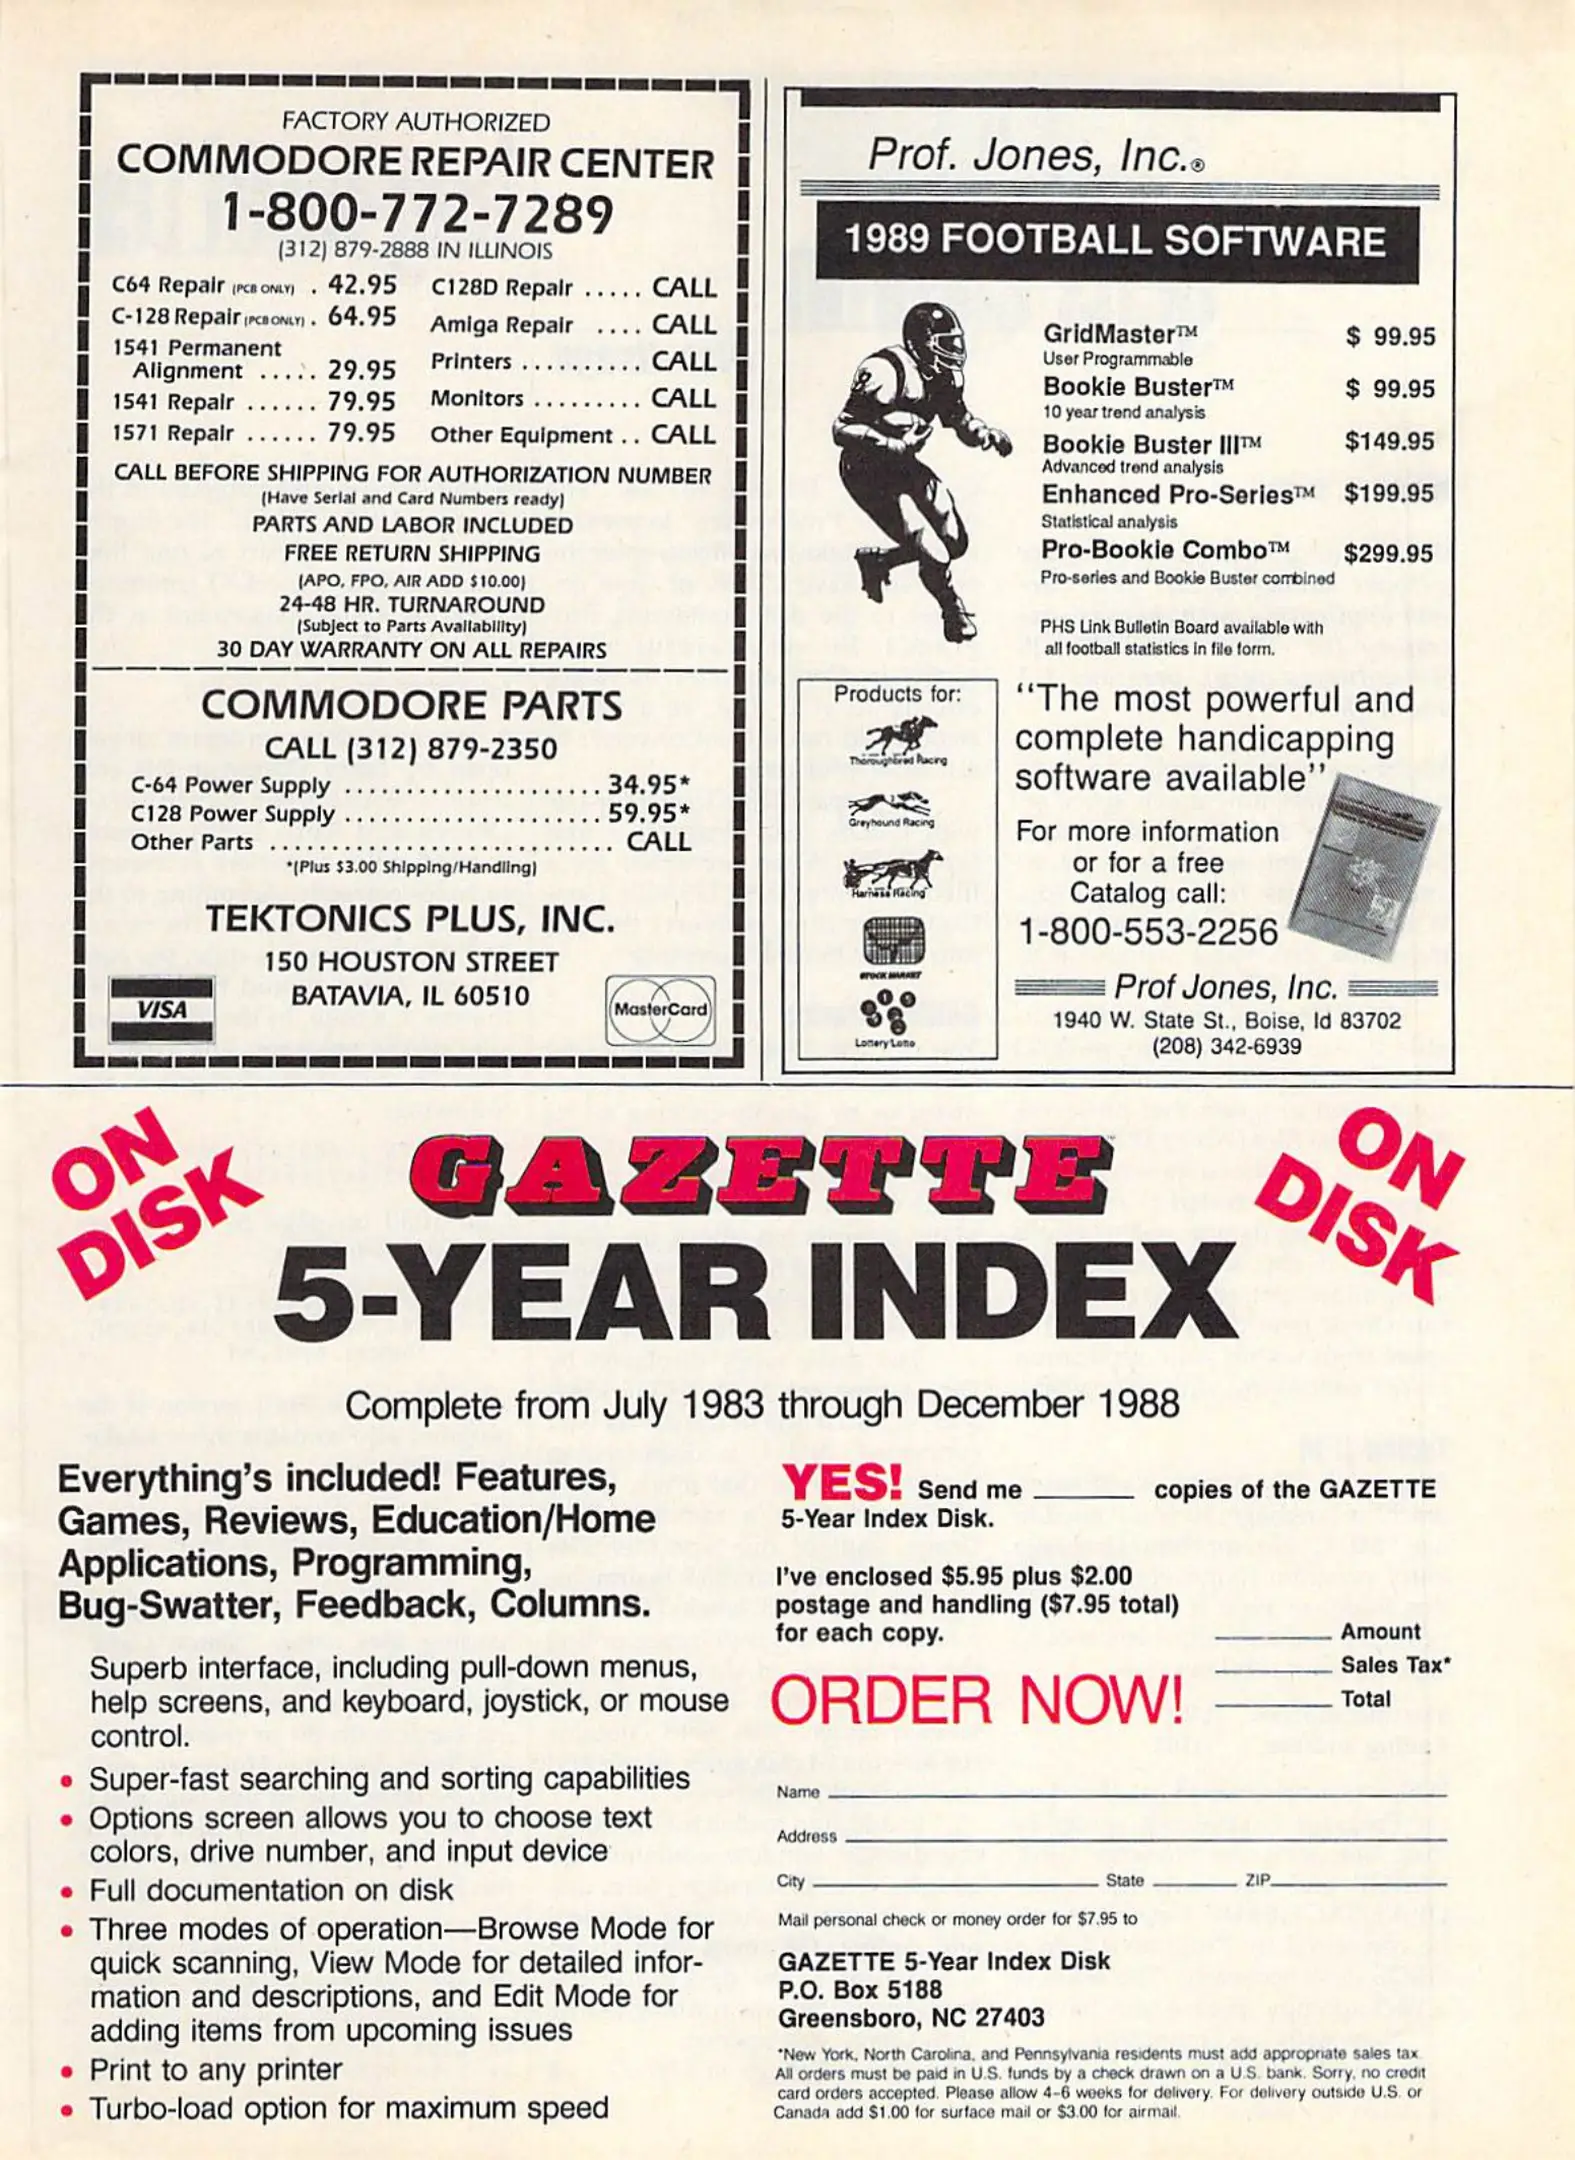 FACTORY AUTHORIZED
COMMODORE REPAIR CENTER
1-800-772-7289
(312) 879-2888 IN ILLINOIS
C64 Repair (PCB ONLY) . 42.95
C-128 Repair (PCB ONLY) . 64.95
1541 Permanent
Alignment ..... 29.95
1541 Repair ...... 79.95
1571 Repair ...... 79.95
C128D Repair ..... CALL
Amiga Repair .... CALL
Printers .......... CALL
Monitors ......... CALL
Other Equipment .. CALL
CALL BEFORE SHIPPING FOR AUTHORIZATION NUMBER
(Have Serial and Card Numbers ready)
PARTS AND LABOR INCLUDED
FREE RETURN SHIPPING
(APO, FPO, AIR ADD $10.00)
24-48 HR. TURNAROUND
(Subject to Parts Availability)
30 DAY WARRANTY ON ALL REPAIRS
COMMODORE PARTS
CALL (312) 879-2350
C-64 Power Supply ..................... 34.95*
C128 Power Supply ..................... 59.95*
Other Parts ............................ CALL
*(Plus $3.00 Shipping/Handling)
TEKTONICS PLUS, INC.
150 HOUSTON STREET
BATAVIA, IL 60510
VISA
MasterCard
Prof. Jones, Inc.®
1989 FOOTBALL SOFTWARE
GridMaster™ $ 99.95
User Programmable
Bookie Buster™ $ 99.95
10 year trend analysis
Bookie Buster III™ $149.95
Advanced trend analysis
Enhanced Pro-Series™ $199.95
Statistical analysis
Pro-Bookie Combo™ $299.95
Pro-series and Bookie Buster combined
PHS Link Bulletin Board available with
all football statistics in file form.
Products for:
Thoroughbred Racing
Greyhound Racing
Harness Racing
STOCK MARKET
Lottery/Lotto
"The most powerful and
complete handicapping
software available"
For more information
or for a free
Catalog call:
1-800-553-2256
Prof Jones, Inc.
1940 W. State St., Boise, Id 83702
(208) 342-6939
ON
DISK
GAZETTE
5-YEAR INDEX
ON
DISK
Complete from July 1983 through December 1988
Everything's included! Features,
Games, Reviews, Education/Home
Applications, Programming,
Bug-Swatter, Feedback, Columns.
Superb interface, including pull-down menus,
help screens, and keyboard, joystick, or mouse
control.
• Super-fast searching and sorting capabilities
• Options screen allows you to choose text
colors, drive number, and input device
• Full documentation on disk
• Three modes of operation—Browse Mode for
quick scanning, View Mode for detailed infor-
mation and descriptions, and Edit Mode for
adding items from upcoming issues
• Print to any printer
• Turbo-load option for maximum speed
YES! Send me ______ copies of the GAZETTE
5-Year Index Disk.
I've enclosed $5.95 plus $2.00
postage and handling ($7.95 total)
for each copy.
______ Amount
______ Sales Tax*
______ Total
ORDER NOW!
Name ______
Address ______
City ______ State ______ ZIP ______
Mail personal check or money order for $7.95 to
GAZETTE 5-Year Index Disk
P.O. Box 5188
Greensboro, NC 27403
*New York, North Carolina, and Pennsylvania residents must add appropriate sales tax.
All orders must be paid in U.S. funds by a check drawn on a U.S. bank. Sorry, no credit
card orders accepted. Please allow 4-6 weeks for delivery. For delivery outside U.S. or
Canada add $1.00 for surface mail or $3.00 for airmail.